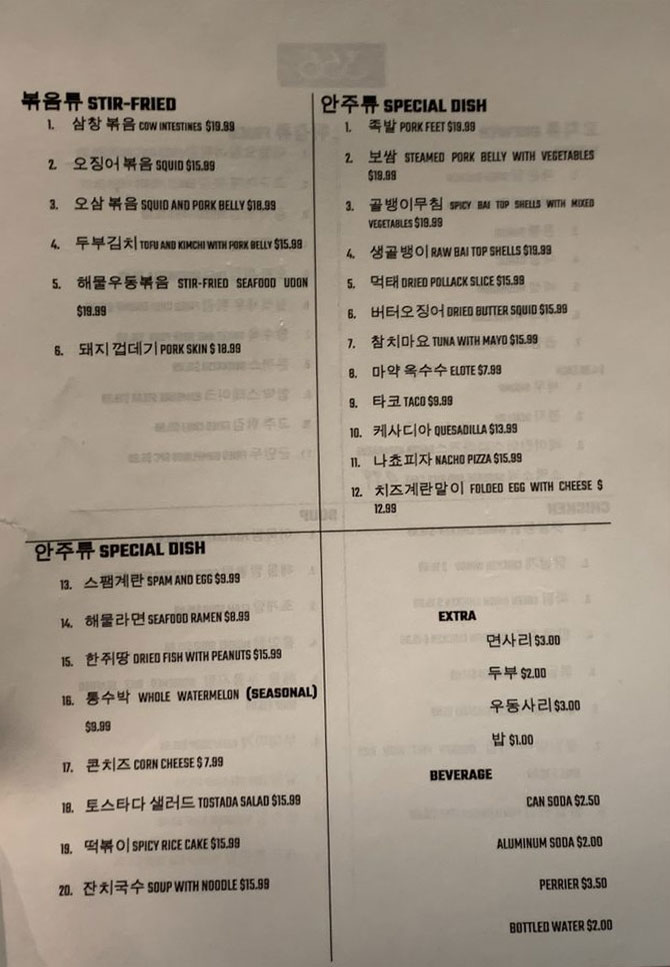 볶음류 STIR-FRIED
1. 삼창 볶음 COW INTESTINES $19.99
2. 오징어 볶음 SQUID $15.99
3. 오삼 볶음 SQUID AND PORK BELLY $18.99
4. 두부김치 TOFU AND KIMCHI WITH PORK BELLY $15.99
5. 해물우동볶음 STIR-FRIED SEAFOOD UDON
$19.99
6. 돼지 껍데기 PORK SKIN $ 18.99
안주류 SPECIAL DISH
1. 족발 PORK FEET $19.99
2. 보쌈 STEAMED PORK BELLY WITH VEGETABLES
$19.99
3. 골뱅이무침 SPICY BAI TOP SHELLS WITH MIXED
VEGETABLES $19.99
4. 생골뱅이 RAW BAI TOP SHELLS $19.99
5. 먹태 DRIED POLLACK SLICE $15.99
6. 버터오징어 DRIED BUTTER SQUID $15.99
7. 참치마요 TUNA WITH MAYO $15.99
8. 마약 옥수수 ELOTE $7.99
9. 타코 TACO $9.99
10. 케사디아 QUESADILLA $13.99
11. 나쵸피자 NACHO PIZZA $15.99
12. 치즈계란말이 FOLDED EGG WITH CHEESE $
12.99
안주류 SPECIAL DISH
13. 스팸계란 SPAM AND EGG $9.99
14. 해물라면 SEAFOOD RAMEN $8.99
15. 한쥐땅 DRIED FISH WITH PEANUTS $15.99
16. 통수박 WHOLE WATERMELON (SEASONAL)
$9.99
17. 콘치즈 CORN CHEESE $ 7.99
18. 토스타다 샐러드 TOSTADA SALAD $15.99
19. 떡볶이 SPICY RICE CAKE $15.99
20. 잔치국수 SOUP WITH NOODLE $15.99
EXTRA
면사리 $3.00
두부 $2.00
우동사리 $3.00
밥 $1.00
BEVERAGE
CAN SODA $2.50
ALUMINUM SODA $2.00
PERRIER $3.50
BOTTLED WATER $2.00